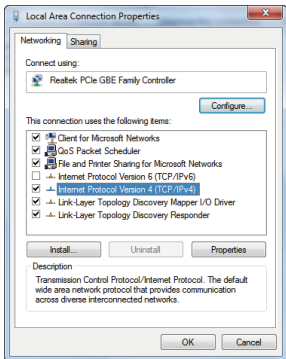 Local Area Connection Properties
Networking
Sharing
Connect using:
Realtek PCIe GBE Family Controller
Configure...
This connection uses the following items:
Client for Microsoft Networks
QoS Packet Scheduler
File and Printer Sharing for Microsoft Networks
Internet Protocol Version 6 (TCP/IPv6)
Internet Protocol Version 4 (TCP/IPv4)
Link-Layer Topology Discovery Mapper I/O Driver
Link-Layer Topology Discovery Responder
Install...
Uninstall
Properties
Description
Transmission Control Protocol/Internet Protocol. The default
wide area network protocol that provides communication
across diverse interconnected networks.
OK
Cancel